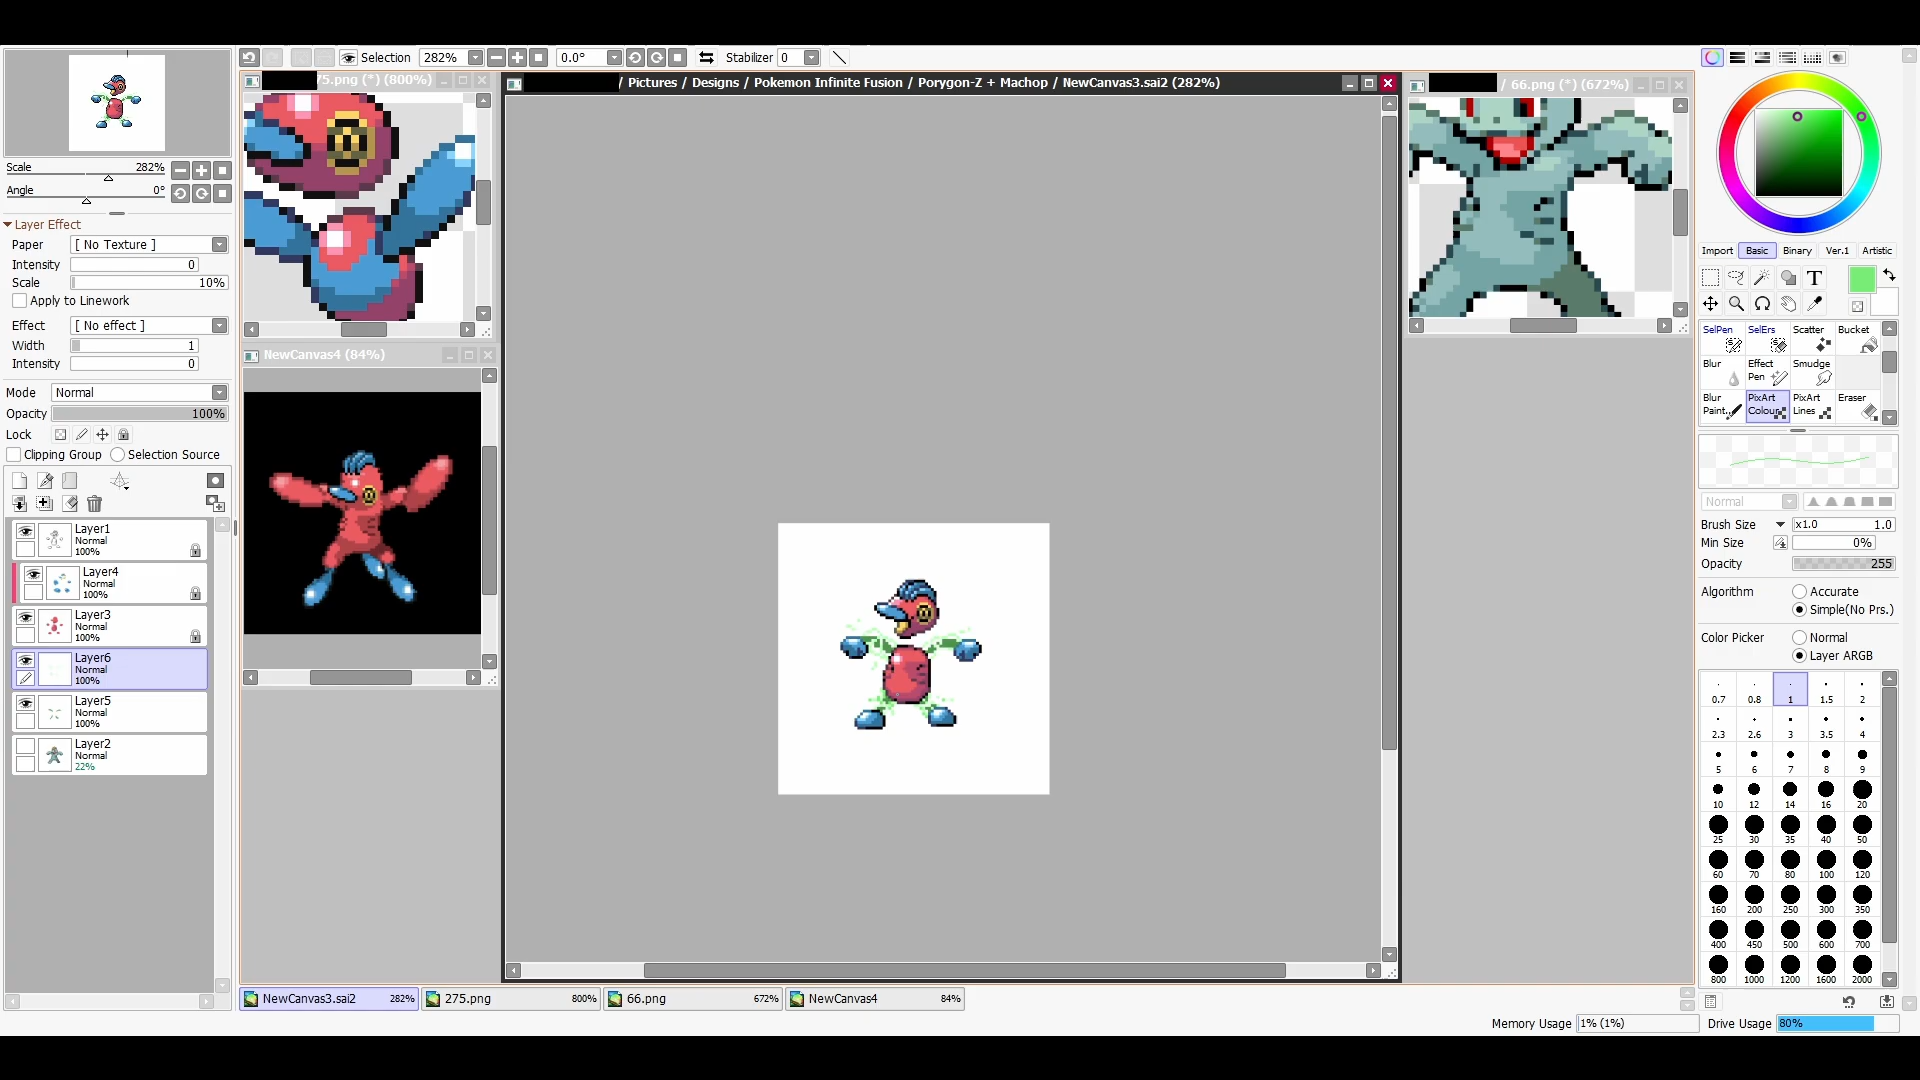 Selection 282% 0.0° Stabilizer 0
75.png (*) (800%)
/ Pictures / Designs / Pokemon Infinite Fusion / Porygon-Z + Machop / NewCanvas3.sai2 (282%)
/ 66.png (*) (672%)
Scale 282%
Angle 0°
Layer Effect
Paper [ No Texture ]
Intensity 0
Scale 10%
Apply to Linework
Effect [ No effect ]
Width 1
Intensity 0
Mode Normal
Opacity 100%
Lock
Clipping Group Selection Source
Layer1
Normal
100%
Layer4
Normal
100%
Layer3
Normal
100%
Layer6
Normal
100%
Layer5
Normal
100%
Layer2
Normal
22%
NewCanvas4 (84%)
Import Basic Binary Ver.1 Artistic
T
SelPen SelErs Scatter Bucket
Blur Effect Pen Smudge
Blur Paint.. PixArt Colour PixArt Lines Eraser
Normal
Brush Size x1.0 1.0
Min Size 0%
Opacity 255
Algorithm Accurate
Simple(No Prs.)
Color Picker Normal
Layer ARGB
0.7 0.8 1 1.5 2
2.3 2.6 3 3.5 4
5 6 7 8 9
10 12 14 16 20
25 30 35 40 50
60 70 80 100 120
160 200 250 300 350
400 450 500 600 700
800 1000 1200 1600 2000
NewCanvas3.sai2 282% 275.png 800% 66.png 672% NewCanvas4 84%
Memory Usage 1% (1%) Drive Usage 80%